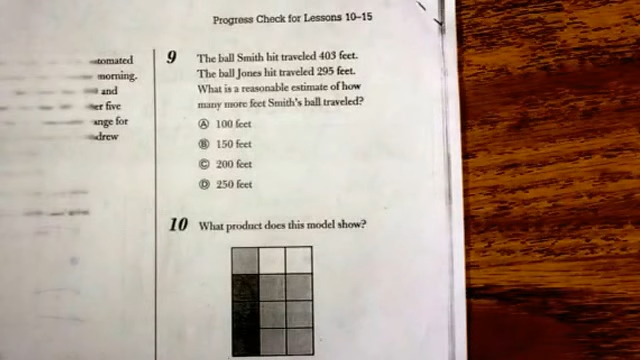 Progress Check for Lessons 10–15
morning.
and
five
for
drew
9 The ball Smith hit traveled 403 feet.
The ball Jones hit traveled 295 feet.
What is a reasonable estimate of how
many more feet Smith's ball traveled?
Ⓐ 100 feet
Ⓑ 150 feet
Ⓒ 200 feet
Ⓓ 250 feet
10 What product does this model show?